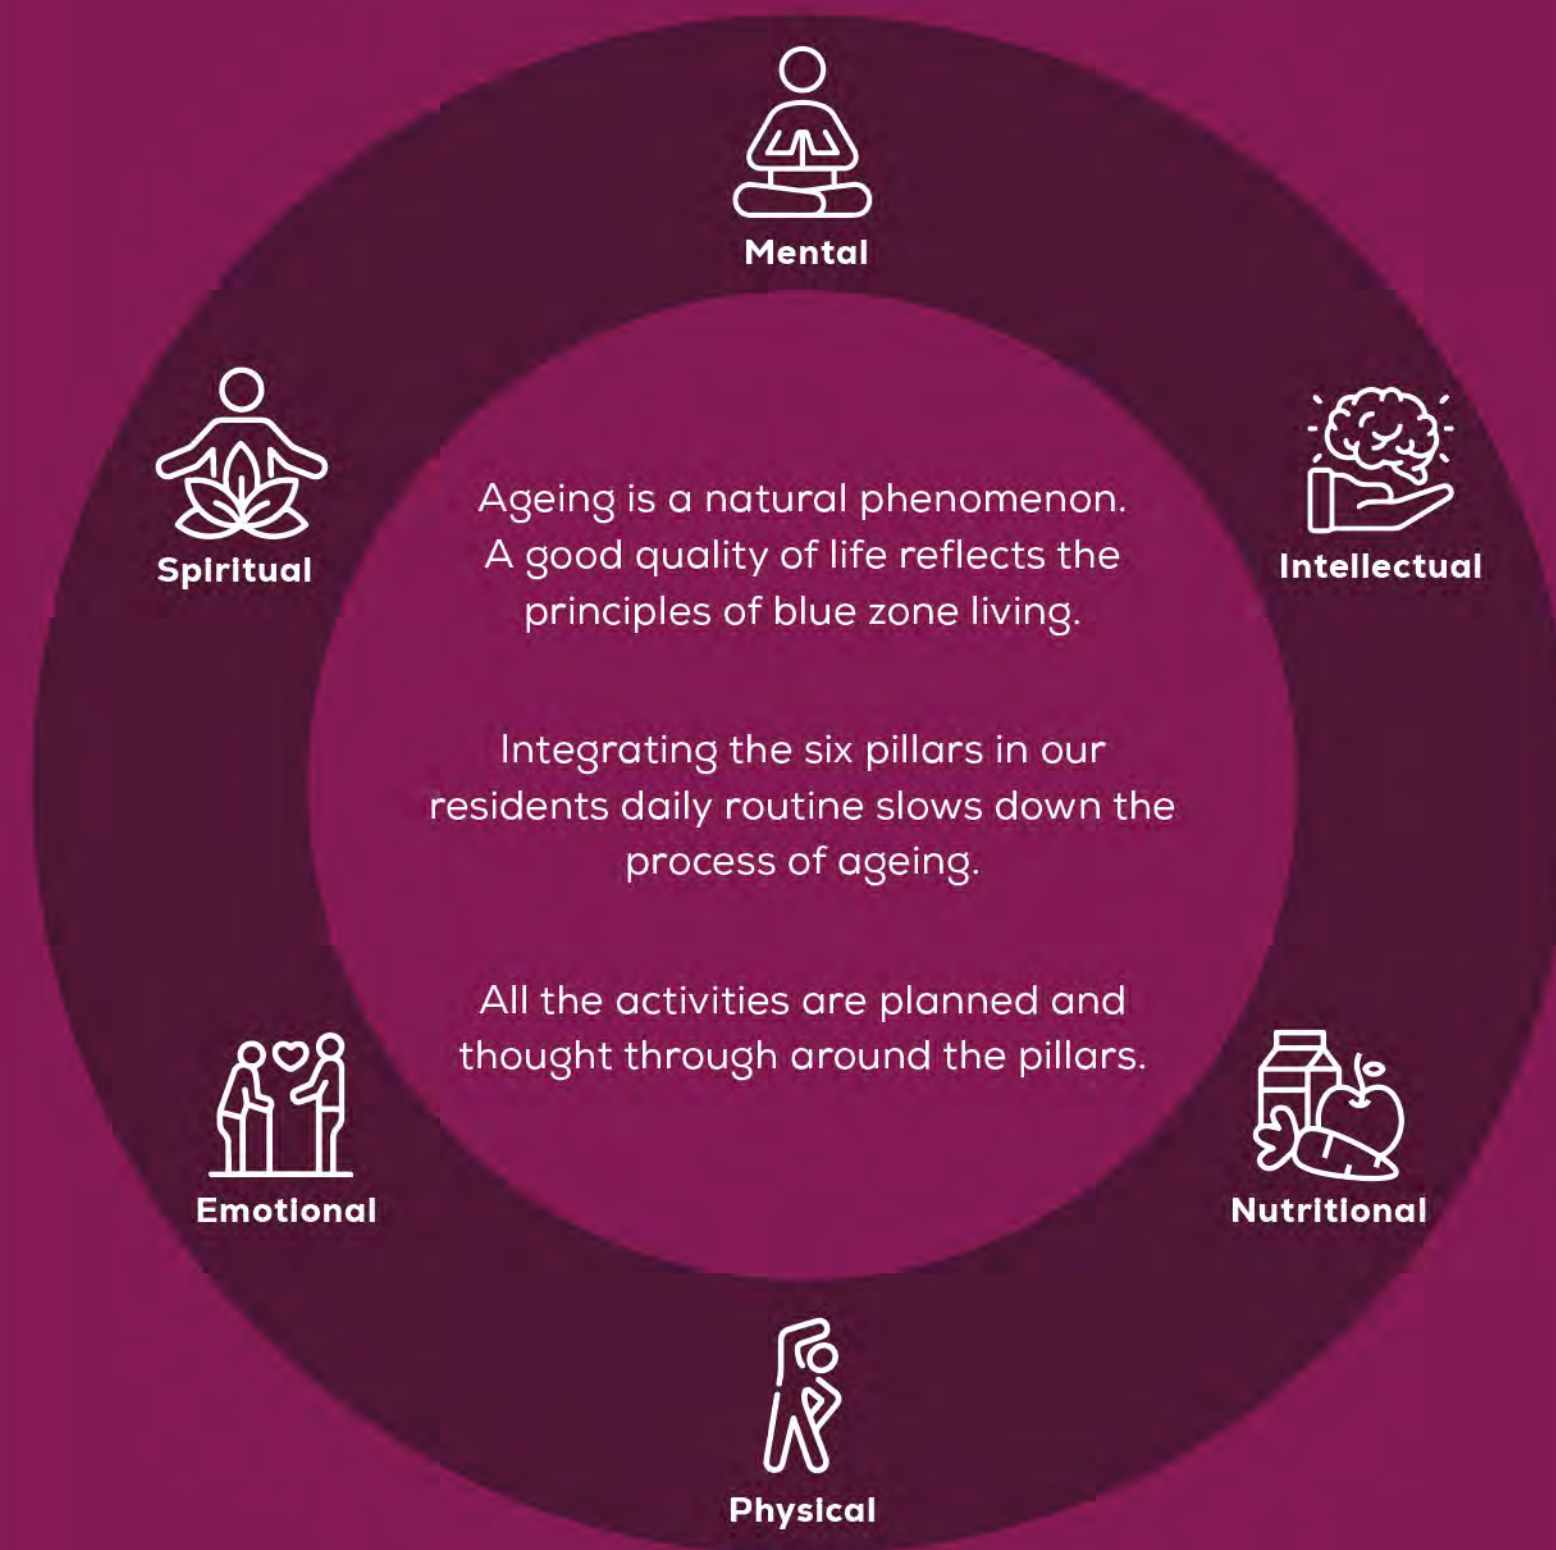 Mental
Spiritual
Intellectual
Ageing is a natural phenomenon.
A good quality of life reflects the
principles of blue zone living.
Integrating the six pillars in our
residents daily routine slows down the
process of ageing.
All the activities are planned and
thought through around the pillars.
Emotional
Nutritional
Physical